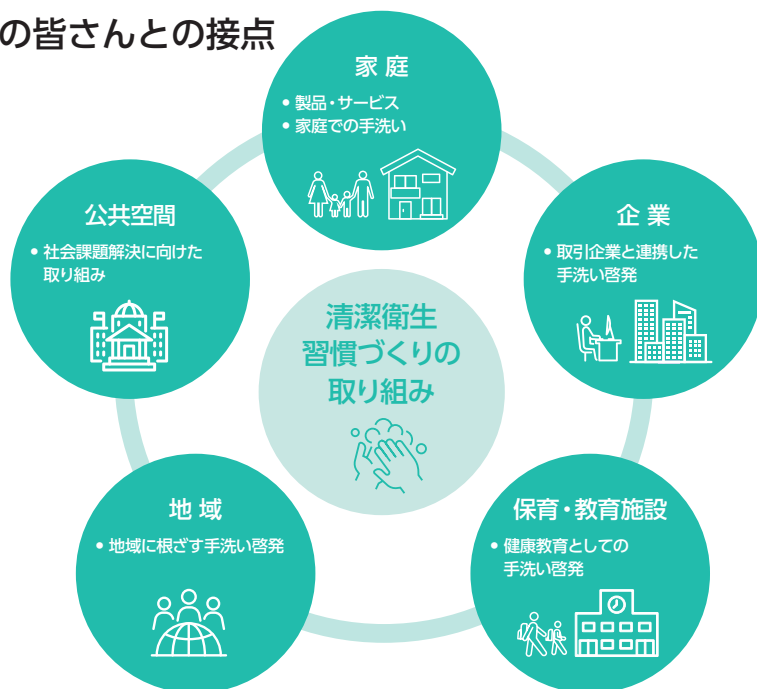 の皆さんとの接点
家庭
• 製品・サービス
• 家庭での手洗い
公共空間
• 社会課題解決に向けた
取り組み
企業
• 取引企業と連携した
手洗い啓発
清潔衛生
習慣づくりの
取り組み
地域
• 地域に根ざす手洗い啓発
保育・教育施設
• 健康教育としての
手洗い啓発